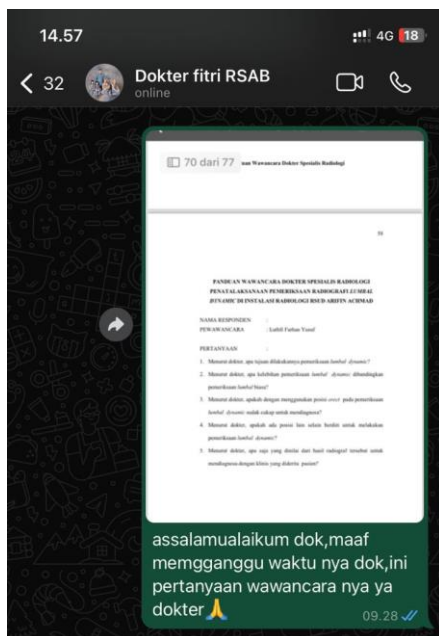 14.57
4G 18
32
Dokter fitri RSAB
online
70 dari 77
Wawancara Dokter Spesialis Radiologi
PANDUAN WAWANCARA DOKTER SPESIALIS RADIOLOGI
PENATALAKSANAAN PEMERIKSAAN RADIOGRAFI LUMBAL
DYNAMIC DI INSTALASI RADIOLOGI RSUD ARIFIN ACHMAD
NAMA RESPONDEN :
PEWAWANCARA : Luthfi Farhan Yusuf
PERTANYAAN :
1. Menurut dokter, apa tujuan dilakukannya pemeriksaan lumbal dynamic?
2. Menurut dokter, apa kelebihan pemeriksaan lumbal dynamic dibandingkan
pemeriksaan lumbal biasa?
3. Menurut dokter, apakah dengan menggunakan posisi erect pada pemeriksaan
lumbal dynamic sudah cukup untuk mendiagnosa?
4. Menurut dokter, apakah ada posisi lain selain berdiri untuk melakukan
pemeriksaan lumbal dynamic?
5. Menurut dokter, apa saja yang dinilai dari hasil radiograf tersebut untuk
mendiagnosa dengan klinis yang diderita pasien?
assalamualaikum dok,maaf
memgganggu waktu nya dok,ini
pertanyaan wawancara nya ya
dokter🙏
09.28